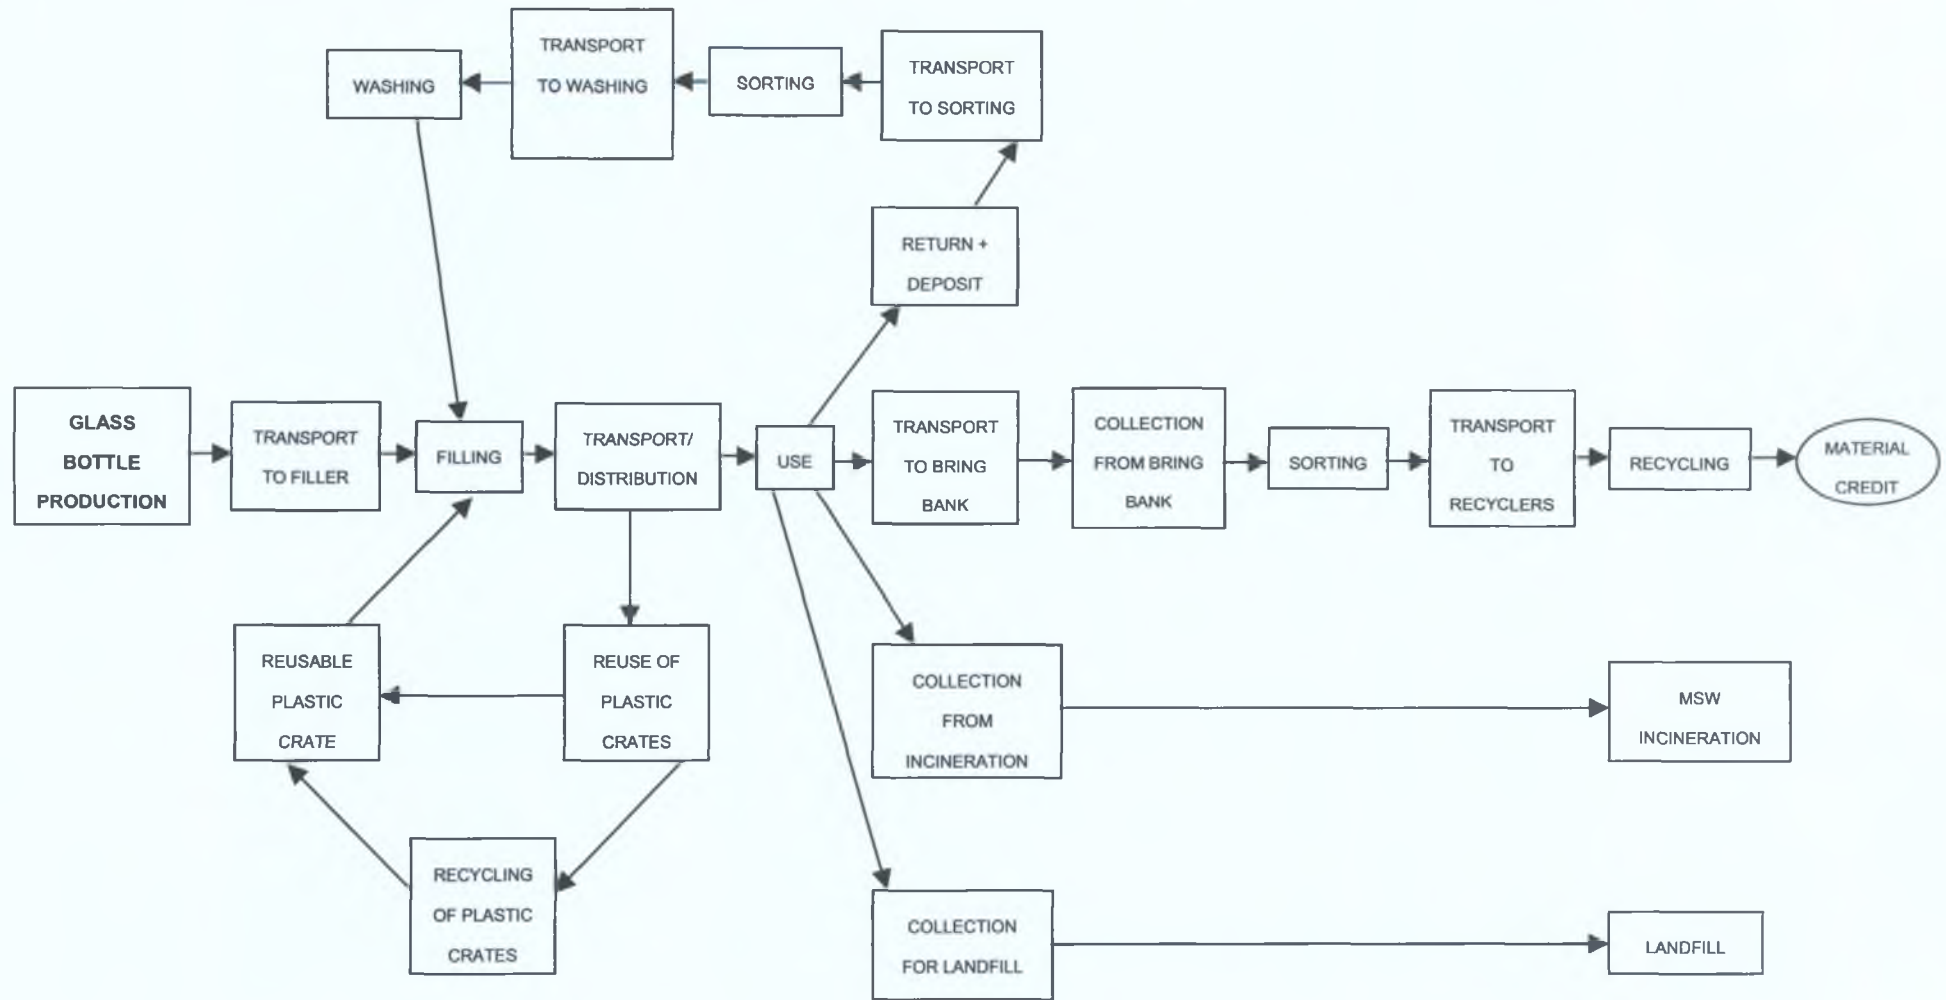 TRANSPORT
TO WASHING
WASHING
SORTING
TRANSPORT
TO SORTING
RETURN +
DEPOSIT
GLASS
BOTTLE
PRODUCTION
TRANSPORT
TO FILLER
FILLING
TRANSPORT/
DISTRIBUTION
USE
TRANSPORT
TO BRING
BANK
COLLECTION
FROM BRING
BANK
SORTING
TRANSPORT
TO
RECYCLERS
RECYCLING
MATERIAL
CREDIT
REUSABLE
PLASTIC
CRATE
REUSE OF
PLASTIC
CRATES
COLLECTION
FROM
INCINERATION
MSW
INCINERATION
RECYCLING
OF PLASTIC
CRATES
COLLECTION
FOR LANDFILL
LANDFILL